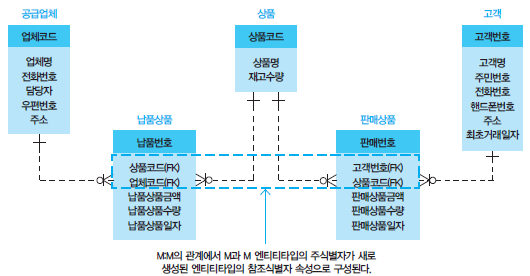 공급업체
상품
고객
업체코드
상품코드
고객번호
업체명
전화번호
담당자
우편번호
주소
상품명
재고수량
고객명
주민번호
전화번호
핸드폰번호
주소
최초거래일자
납품상품
판매상품
납품번호
판매번호
상품코드(FK)
업체코드(FK)
납품상품금액
납품상품수량
납품상품일자
고객번호(FK)
상품코드(FK)
판매상품금액
판매상품수량
판매상품일자
M:M의 관계에서 M과 M 엔티티타입의 주식별자가 새로
생성된 엔티티타입의 참조식별자 속성으로 구성된다.